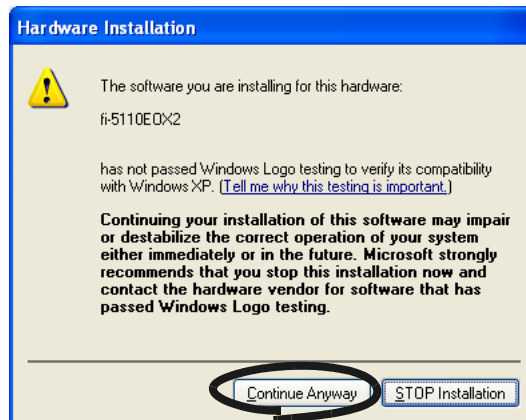 Hardware Installation
The software you are installing for this hardware:
fi-5110EOX2
has not passed Windows Logo testing to verify its compatibility
with Windows XP. (Tell me why this testing is important.)
Continuing your installation of this software may impair
or destabilize the correct operation of your system
either immediately or in the future. Microsoft strongly
recommends that you stop this installation now and
contact the hardware vendor for software that has
passed Windows Logo testing.
Continue Anyway
STOP Installation